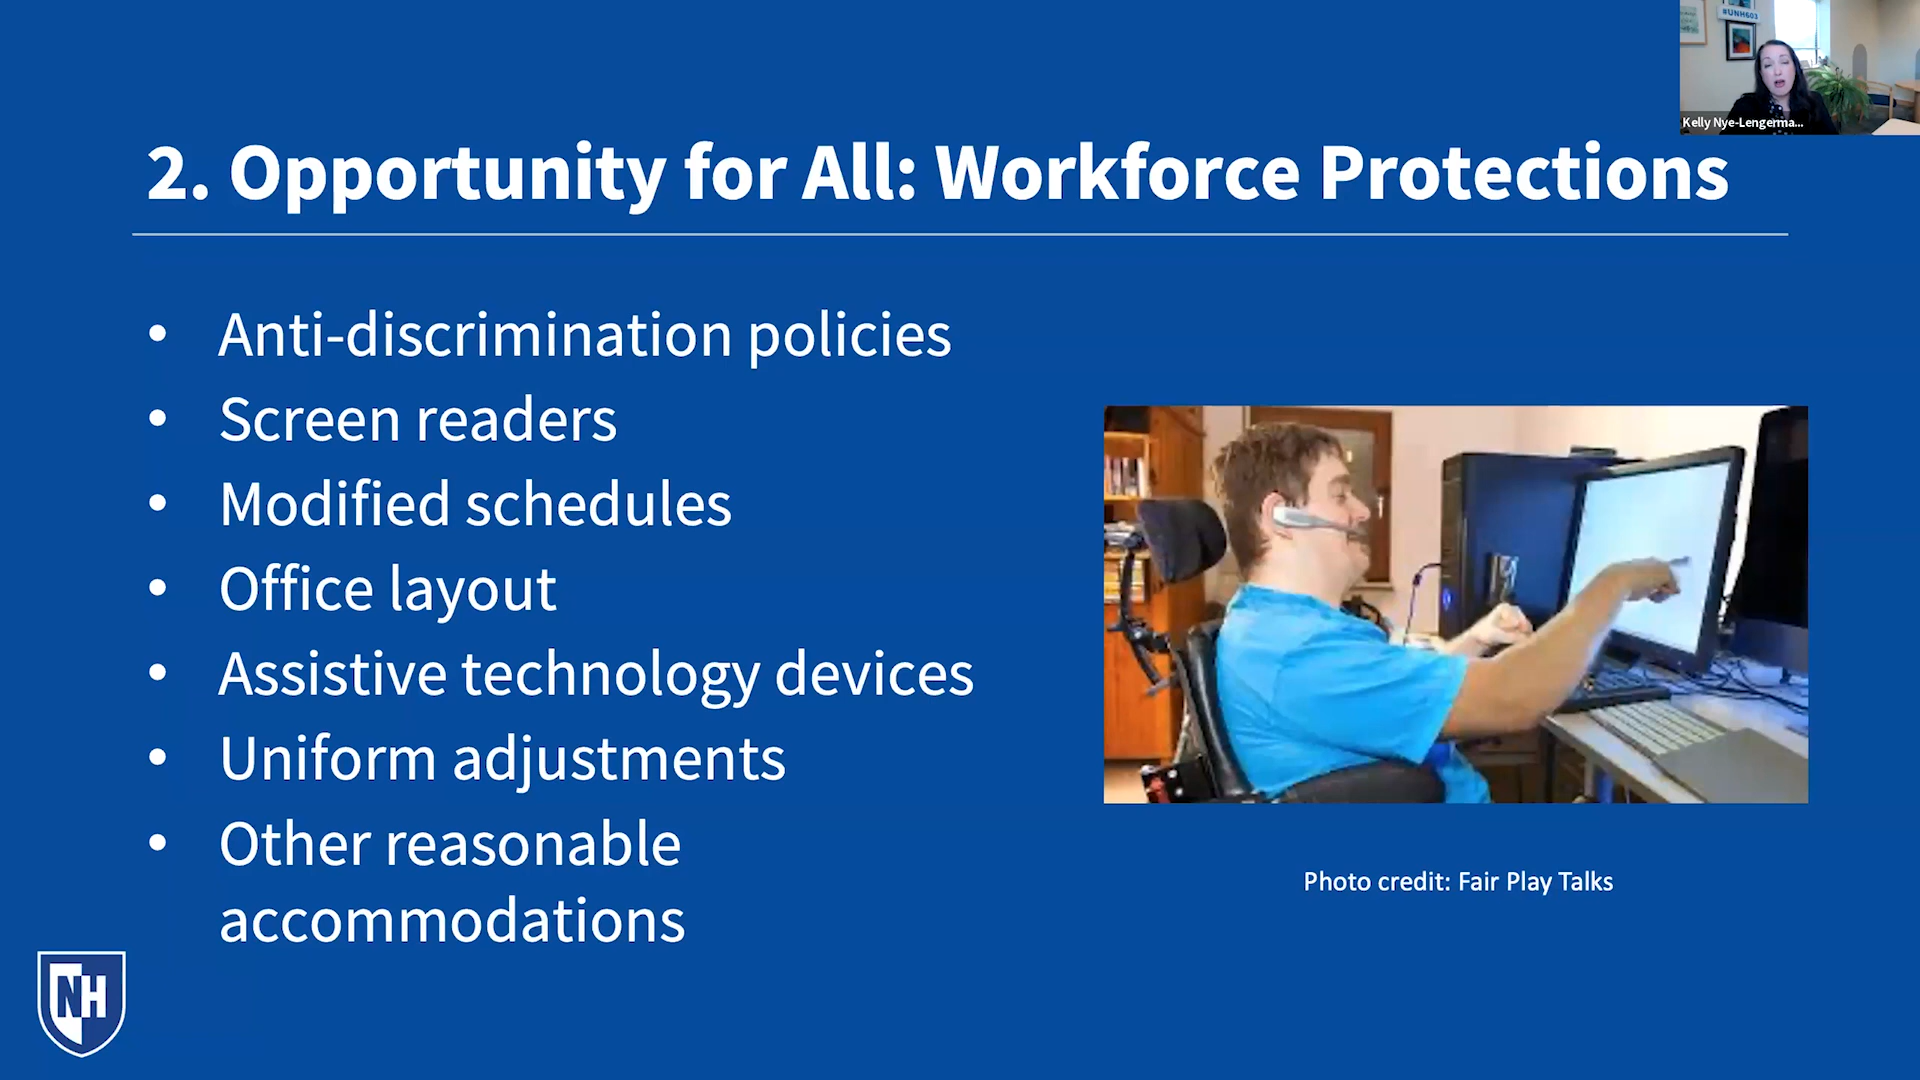 #UNH603
Kelly Nye-Lengerma...
2. Opportunity for All: Workforce Protections
• Anti-discrimination policies
• Screen readers
• Modified schedules
• Office layout
• Assistive technology devices
• Uniform adjustments
• Other reasonable
accommodations
Photo credit: Fair Play Talks
NH